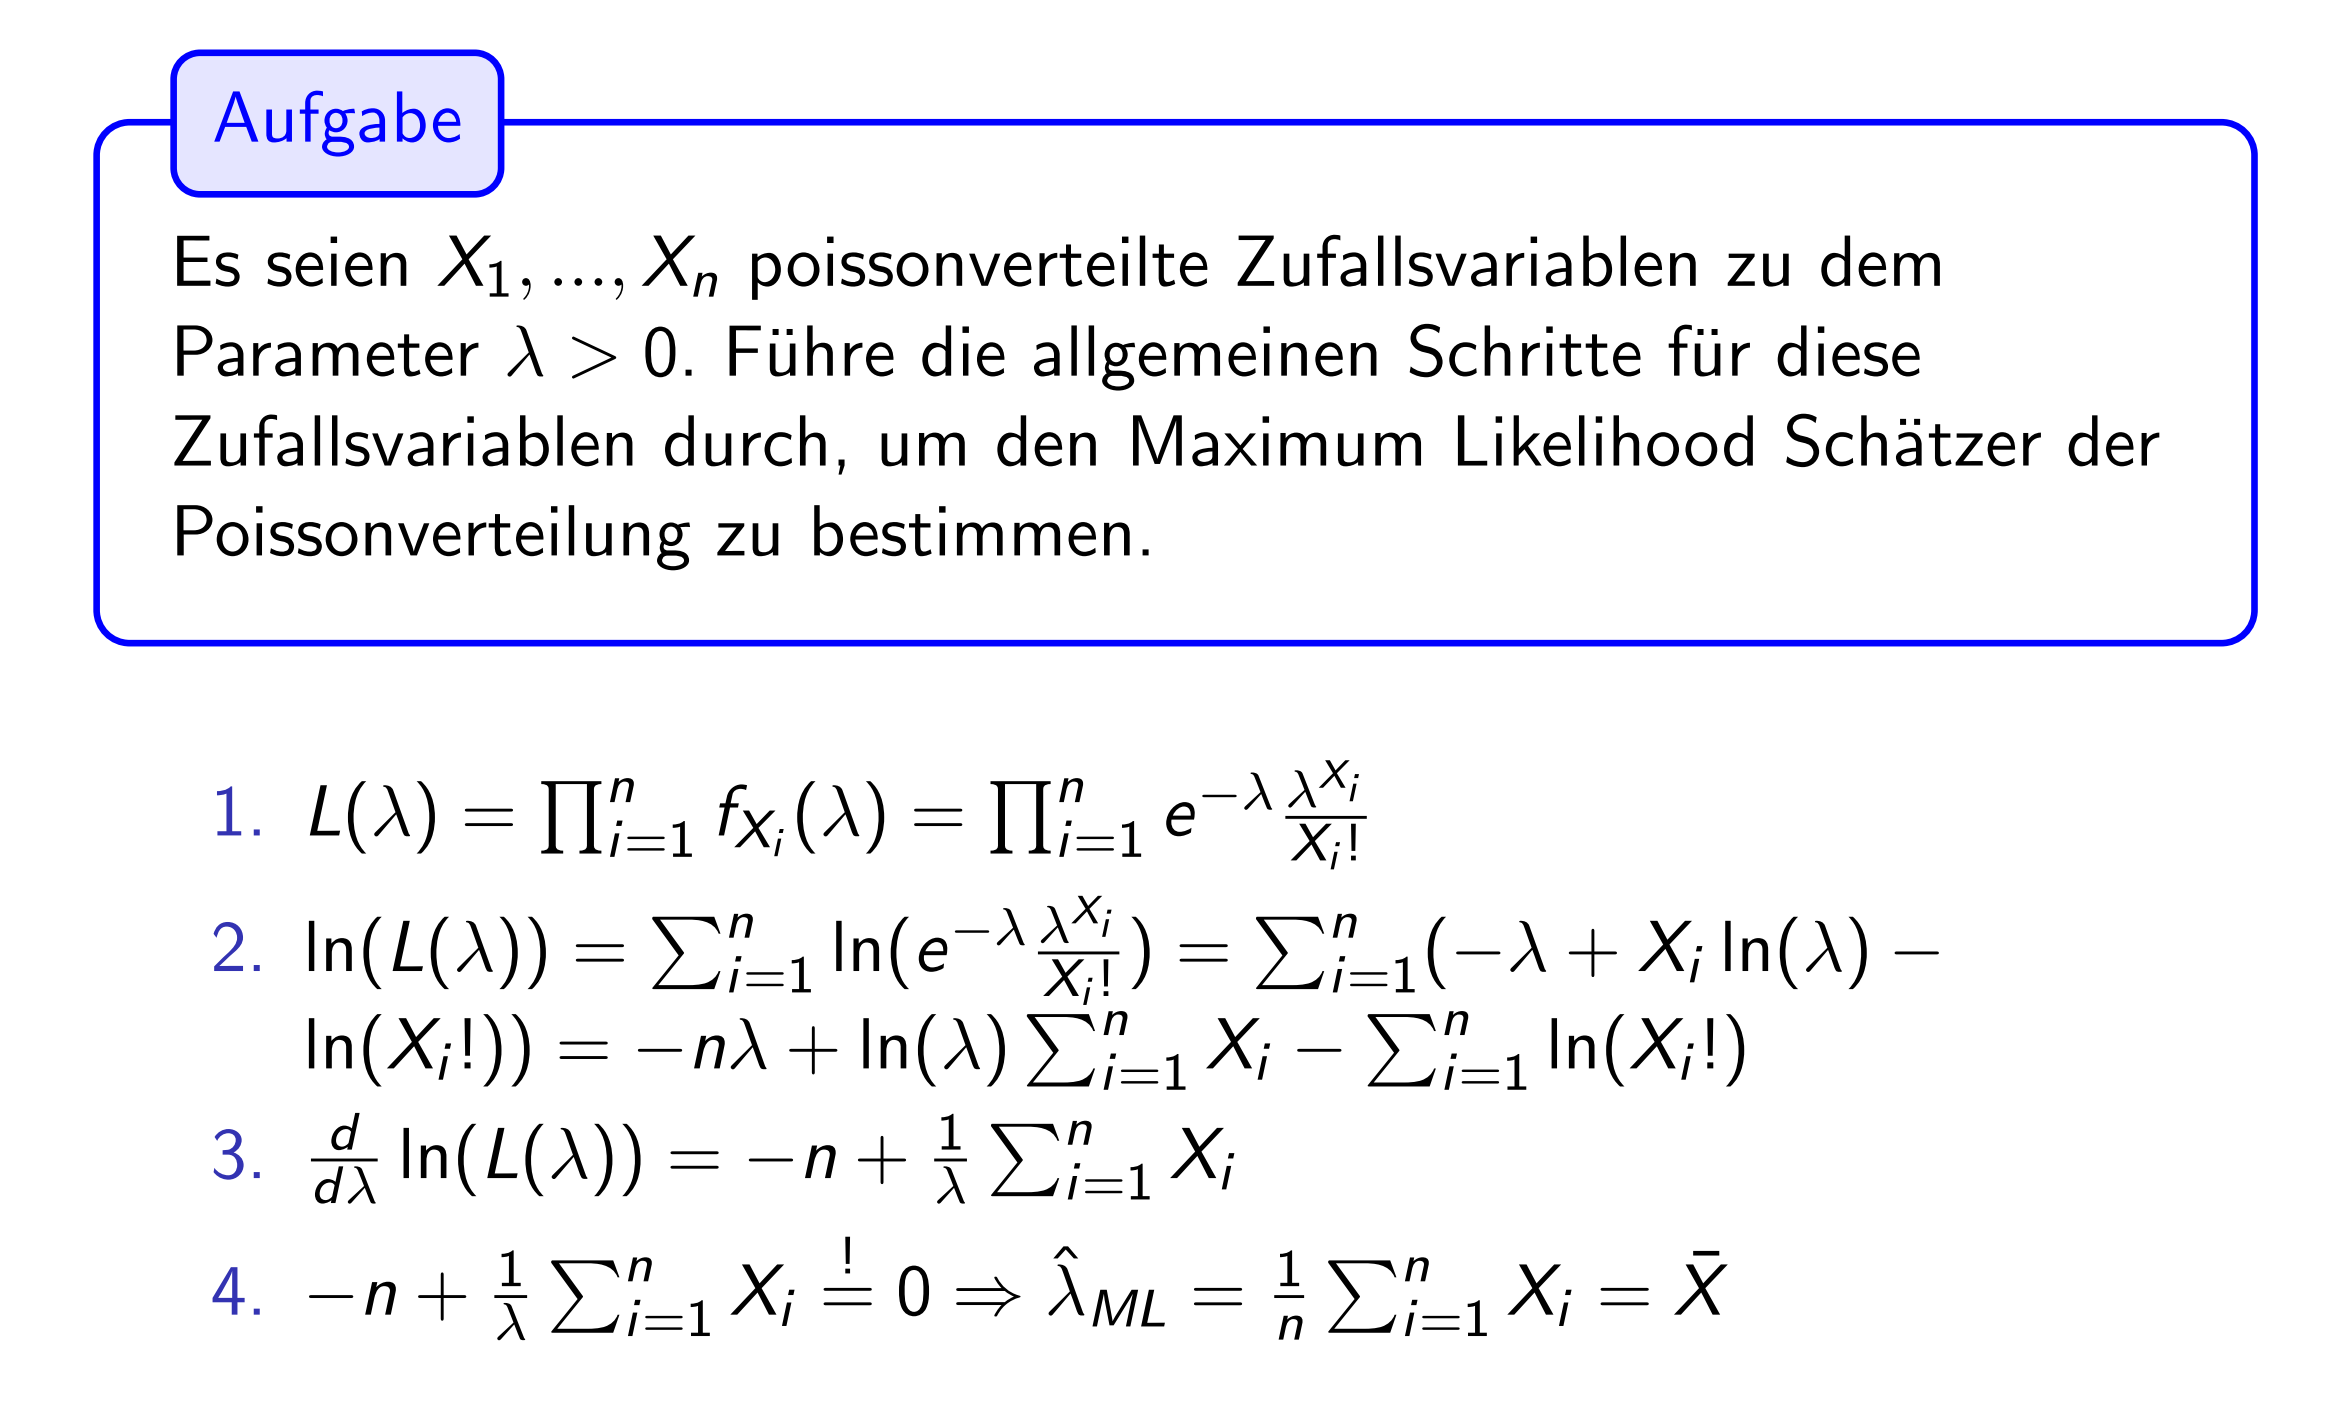 Aufgabe
Es seien X₁, ..., Xₙ poissonverteilte Zufallsvariablen zu dem
Parameter λ > 0. Führe die allgemeinen Schritte für diese
Zufallsvariablen durch, um den Maximum Likelihood Schätzer der
Poissonverteilung zu bestimmen.
1. $L(\lambda) = \prod_{i=1}^{n} f_{X_i}(\lambda) = \prod_{i=1}^{n} e^{-\lambda} \frac{\lambda^{X_i}}{X_i!}$
2. $\ln(L(\lambda)) = \sum_{i=1}^{n} \ln(e^{-\lambda} \frac{\lambda^{X_i}}{X_i!}) = \sum_{i=1}^{n} (-\lambda + X_i \ln(\lambda) -$
$\ln(X_i!)) = -n\lambda + \ln(\lambda) \sum_{i=1}^{n} X_i - \sum_{i=1}^{n} \ln(X_i!)$
3. $\frac{d}{d\lambda} \ln(L(\lambda)) = -n + \frac{1}{\lambda} \sum_{i=1}^{n} X_i$
4. $-n + \frac{1}{\lambda} \sum_{i=1}^{n} X_i \overset{!}{=} 0 \Rightarrow \hat{\lambda}_{ML} = \frac{1}{n} \sum_{i=1}^{n} X_i = \bar{X}$